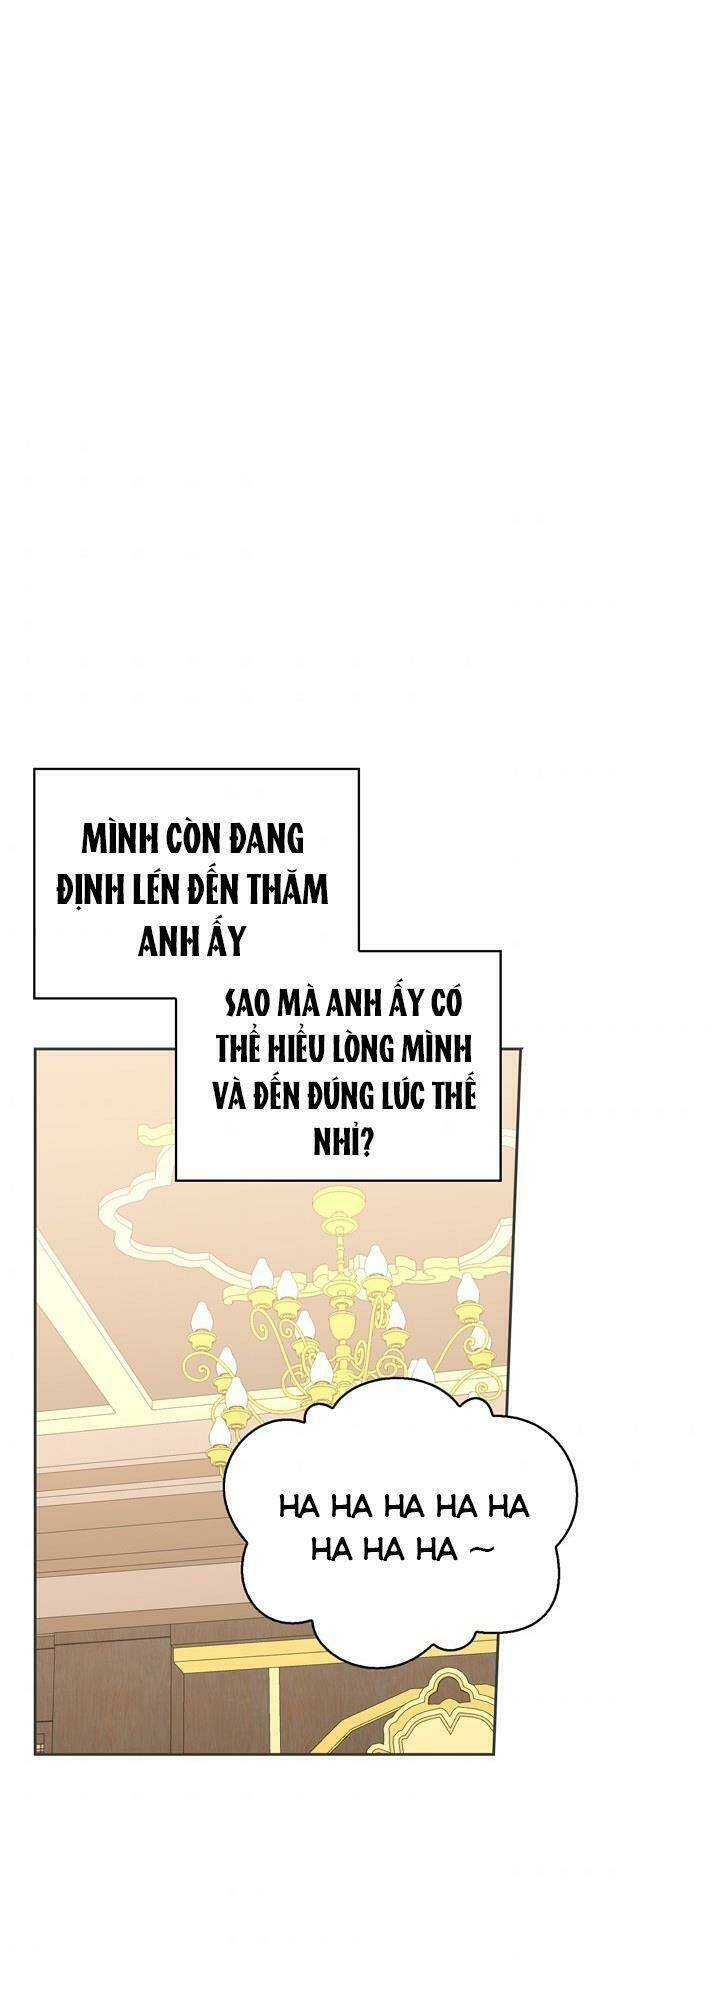 MÌNH CÒN ĐANG
ĐỊNH LÉN ĐẾN THĂM
ANH ẤY
SAO MÀ ANH ẤY CÓ
THỂ HIỂU LÒNG MÌNH
VÀ ĐẾN ĐÚNG LÚC THẾ
NHỈ?
HA HA HA HA HA
HA HA HA ~